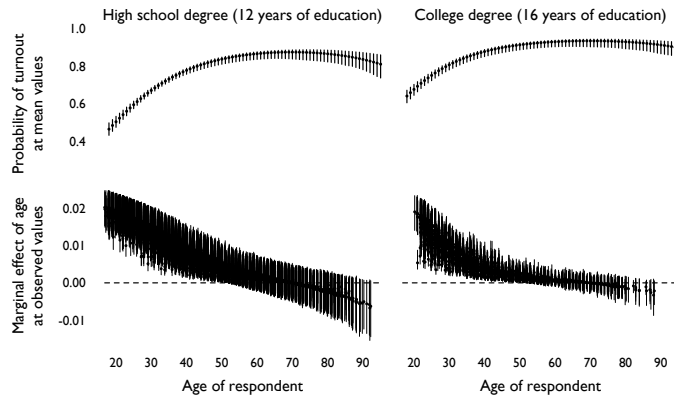 High school degree (12 years of education)
College degree (16 years of education)
Probability of turnout
at mean values
1.0
0.8
0.6
0.4
Marginal effect of age
at observed values
0.02
0.01
0.00
-0.01
20 30 40 50 60 70 80 90
20 30 40 50 60 70 80 90
Age of respondent
Age of respondent